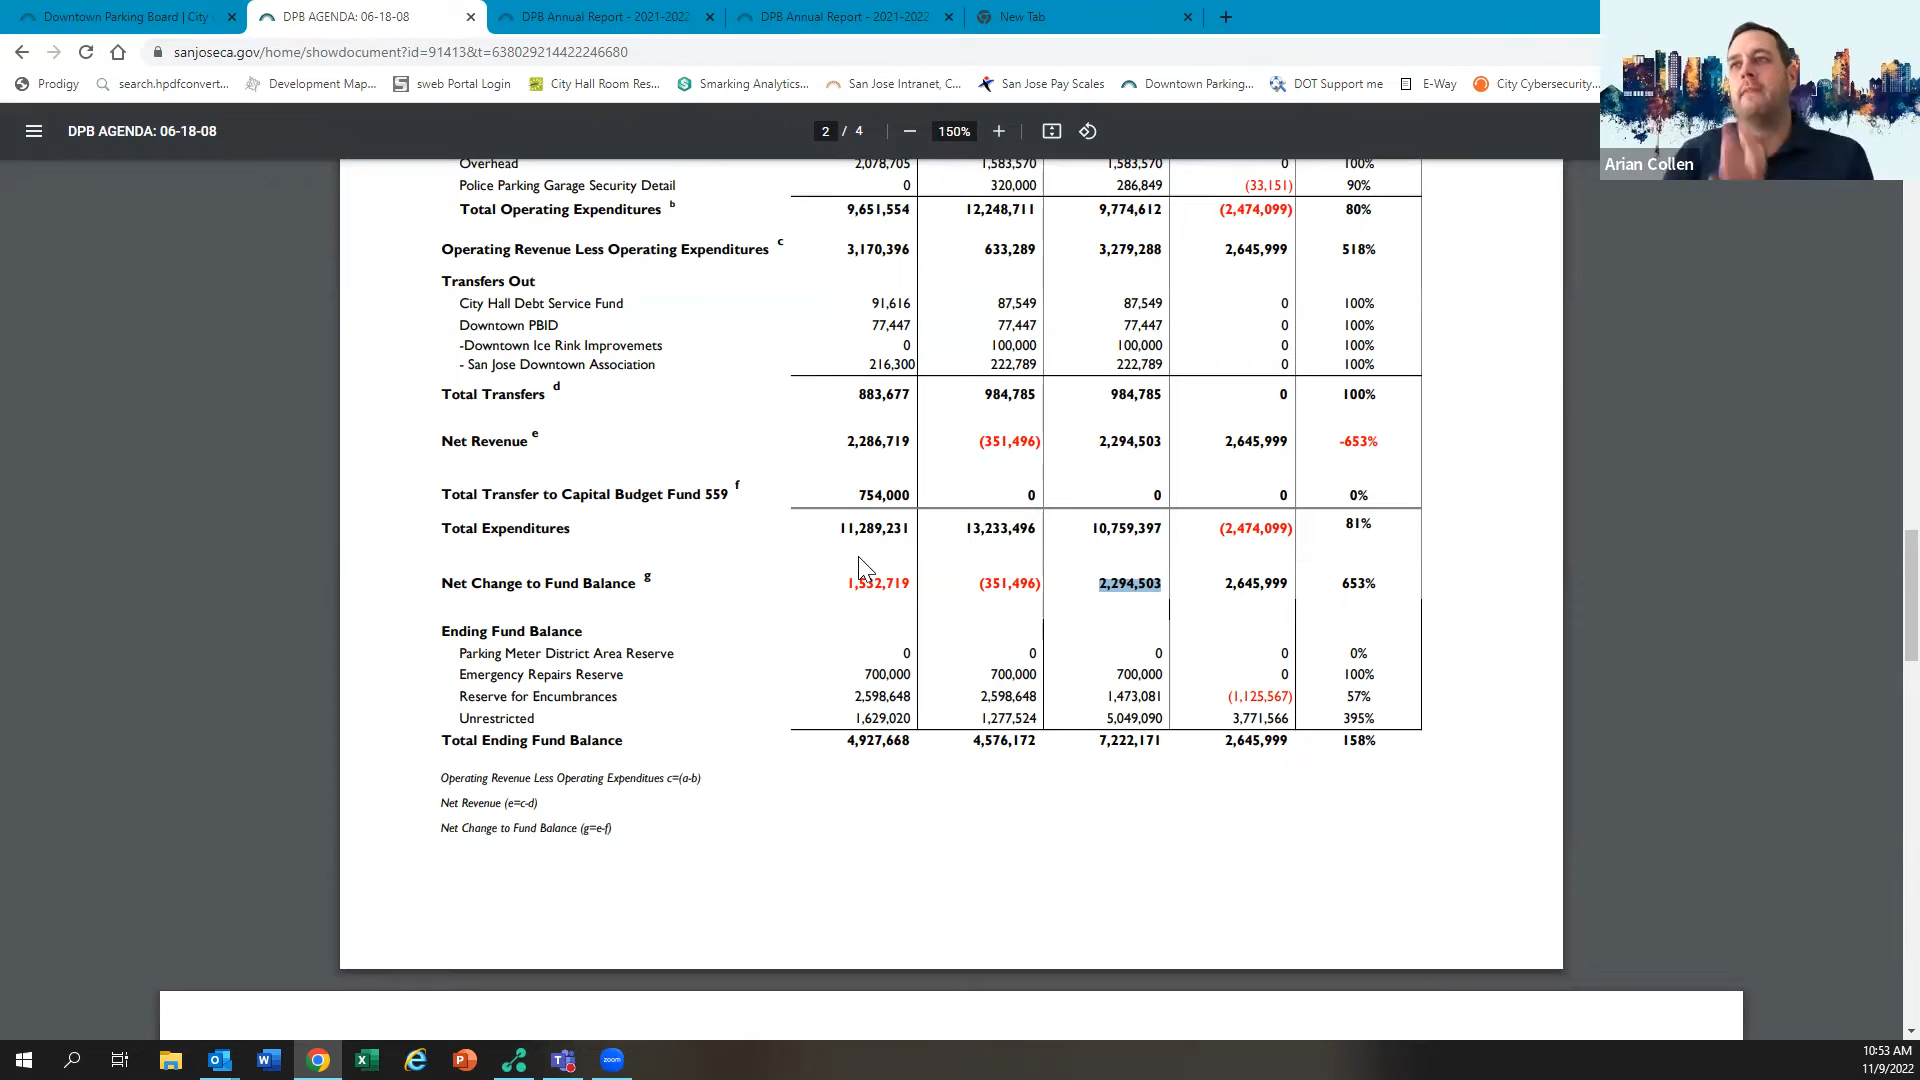 Downtown Parking Board | City
DPB AGENDA: 06-18-08
DPB Annual Report - 2021-2022
DPB Annual Report - 2021-2022
New Tab
sanjoseca.gov/home/showdocument?id=91413&t=638029214422246680
Prodigy
search.hpdfconvert...
Development Map...
sweb Portal Login
City Hall Room Res...
Smarking Analytics...
San Jose Intranet, C...
San Jose Pay Scales
Downtown Parking...
DOT Support me
E-Way
City Cybersecurity...
DPB AGENDA: 06-18-08
2 / 4
150%
Arian Collen
Overhead 2,078,705 1,583,570 1,583,570 0 100%
Police Parking Garage Security Detail 0 320,000 286,849 (33,151) 90%
Total Operating Expenditures b 9,651,554 12,248,711 9,774,612 (2,474,099) 80%
Operating Revenue Less Operating Expenditures c 3,170,396 633,289 3,279,288 2,645,999 518%
Transfers Out
City Hall Debt Service Fund 91,616 87,549 87,549 0 100%
Downtown PBID 77,447 77,447 77,447 0 100%
-Downtown Ice Rink Improvemets 0 100,000 100,000 0 100%
- San Jose Downtown Association 216,300 222,789 222,789 0 100%
Total Transfers d 883,677 984,785 984,785 0 100%
Net Revenue e 2,286,719 (351,496) 2,294,503 2,645,999 -653%
Total Transfer to Capital Budget Fund 559 f 754,000 0 0 0 0%
Total Expenditures 11,289,231 13,233,496 10,759,397 (2,474,099) 81%
Net Change to Fund Balance g 1,532,719 (351,496) 2,294,503 2,645,999 653%
Ending Fund Balance
Parking Meter District Area Reserve 0 0 0 0 0%
Emergency Repairs Reserve 700,000 700,000 700,000 0 100%
Reserve for Encumbrances 2,598,648 2,598,648 1,473,081 (1,125,567) 57%
Unrestricted 1,629,020 1,277,524 5,049,090 3,771,566 395%
Total Ending Fund Balance 4,927,668 4,576,172 7,222,171 2,645,999 158%
Operating Revenue Less Operating Expenditues c=(a-b)
Net Revenue (e=c-d)
Net Change to Fund Balance (g=e-f)
zoom
10:53 AM
11/9/2022